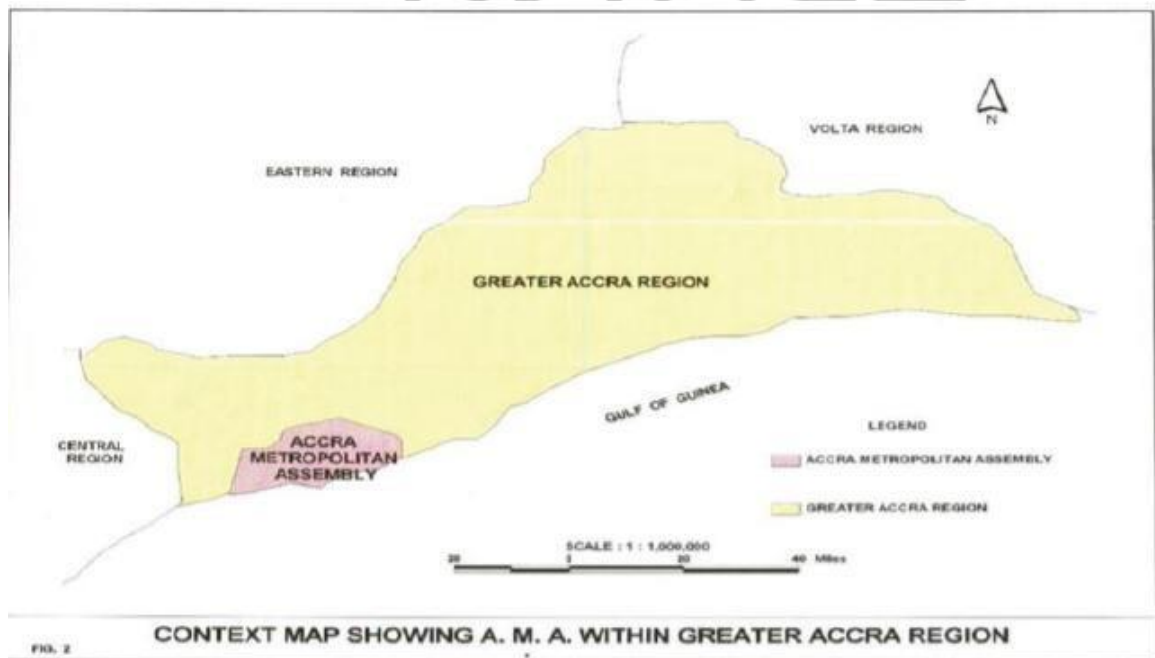 N
VOLTA REGION
EASTERN REGION
GREATER ACCRA REGION
GULF OF GUINEA
CENTRAL
REGION
ACCRA
METROPOLITAN
ASSEMBLY
LEGEND
ACCRA METROPOLITAN ASSEMBLY
GREATER ACCRA REGION
SCALE : 1 : 1,000,000
20 0 20 40 Miles
CONTEXT MAP SHOWING A. M. A. WITHIN GREATER ACCRA REGION
FIG. 2